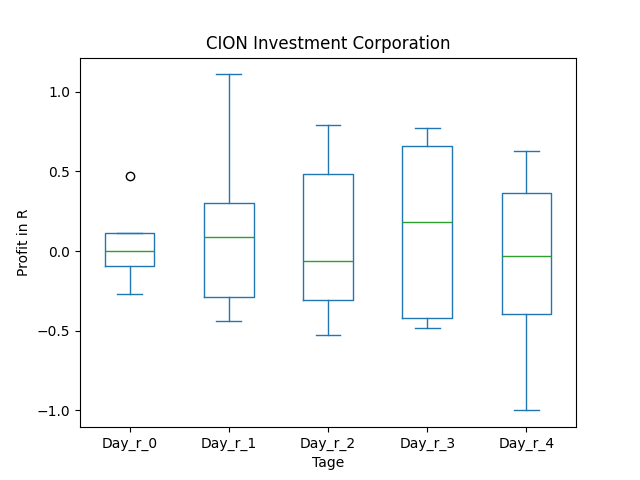 CION Investment Corporation
Profit in R
1.0
0.5
0.0
−0.5
−1.0
Day_r_0 Day_r_1 Day_r_2 Day_r_3 Day_r_4
Tage